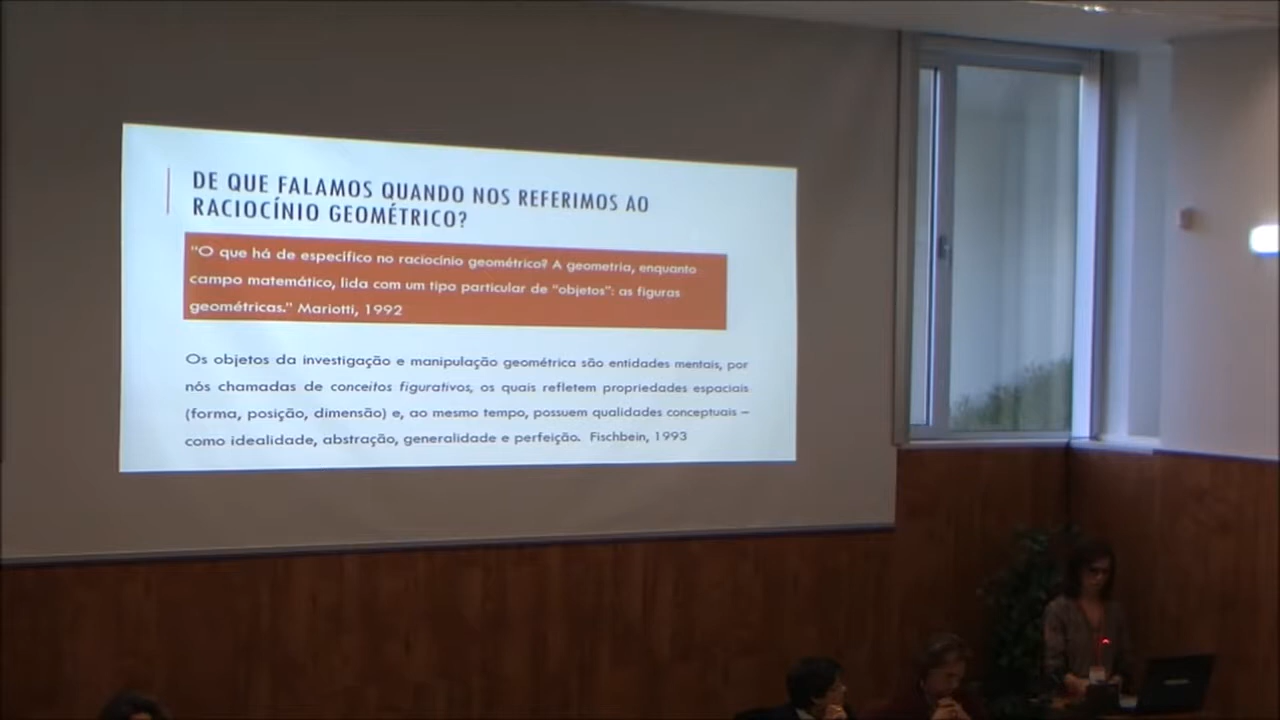 DE QUE FALAMOS QUANDO NOS REFERIMOS AO
RACIOCÍNIO GEOMÉTRICO?
"O que há de específico no raciocínio geométrico? A geometria, enquanto
campo matemático, lida com um tipo particular de "objetos": as figuras
geométricas." Mariotti, 1992
Os objetos da investigação e manipulação geométrica são entidades mentais, por
nós chamadas de conceitos figurativos, os quais refletem propriedades espaciais
(forma, posição, dimensão) e, ao mesmo tempo, possuem qualidades conceptuais –
como idealidade, abstração, generalidade e perfeição. Fischbein, 1993